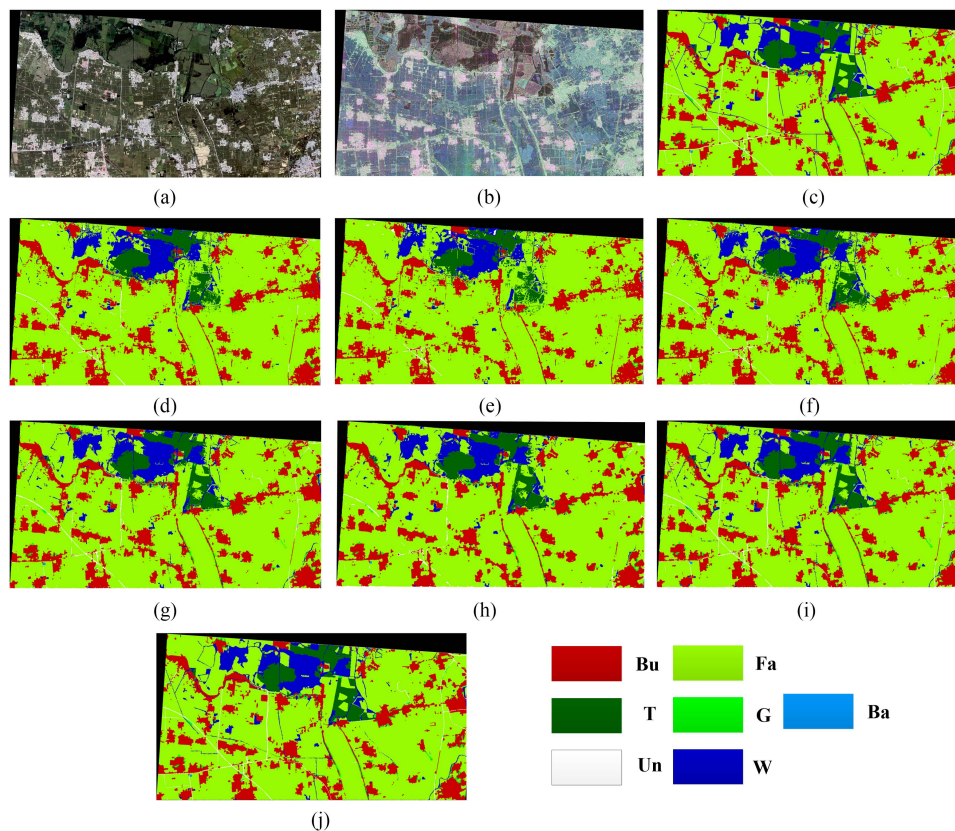 (a) (b) (c)
(d) (e) (f)
(g) (h) (i)
Bu Fa
T G Ba
Un W
(j)